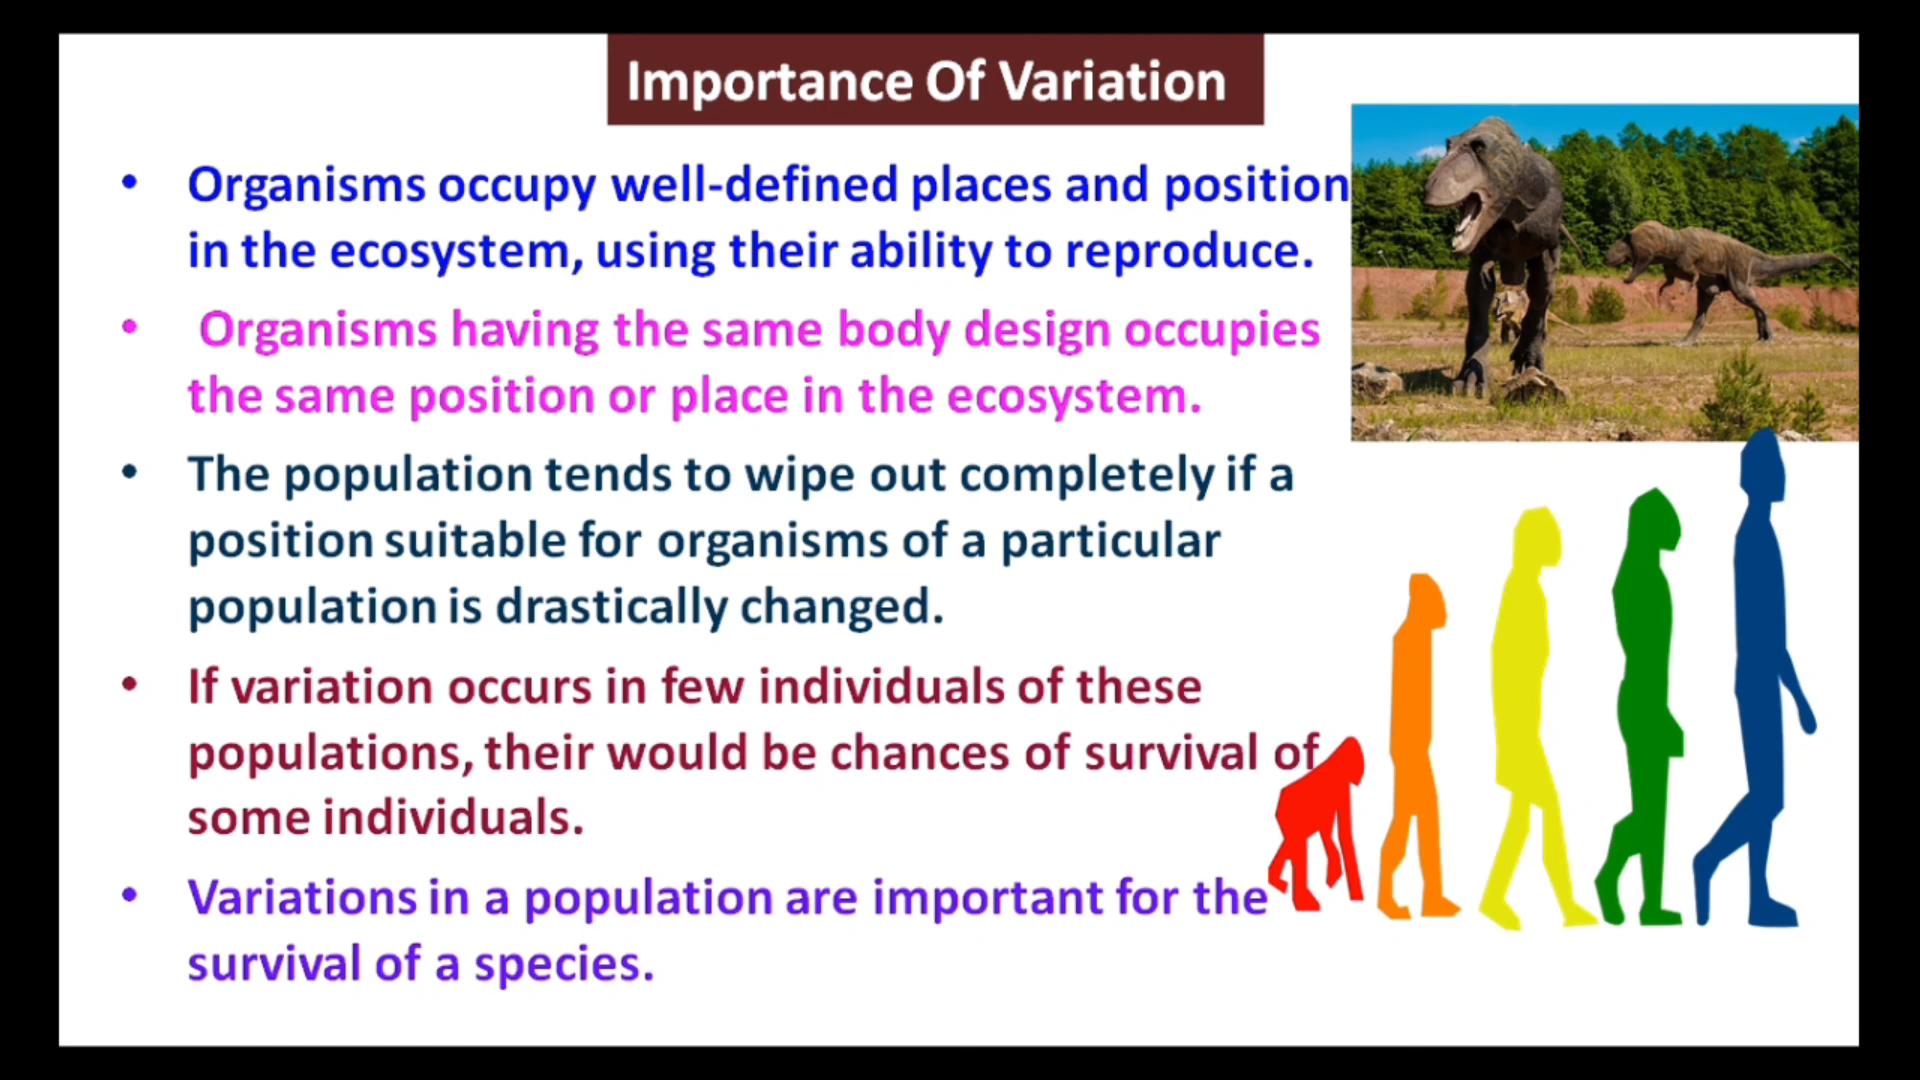 Importance Of Variation
• Organisms occupy well-defined places and position
in the ecosystem, using their ability to reproduce.
• Organisms having the same body design occupies
the same position or place in the ecosystem.
• The population tends to wipe out completely if a
position suitable for organisms of a particular
population is drastically changed.
• If variation occurs in few individuals of these
populations, their would be chances of survival of
some individuals.
• Variations in a population are important for the
survival of a species.